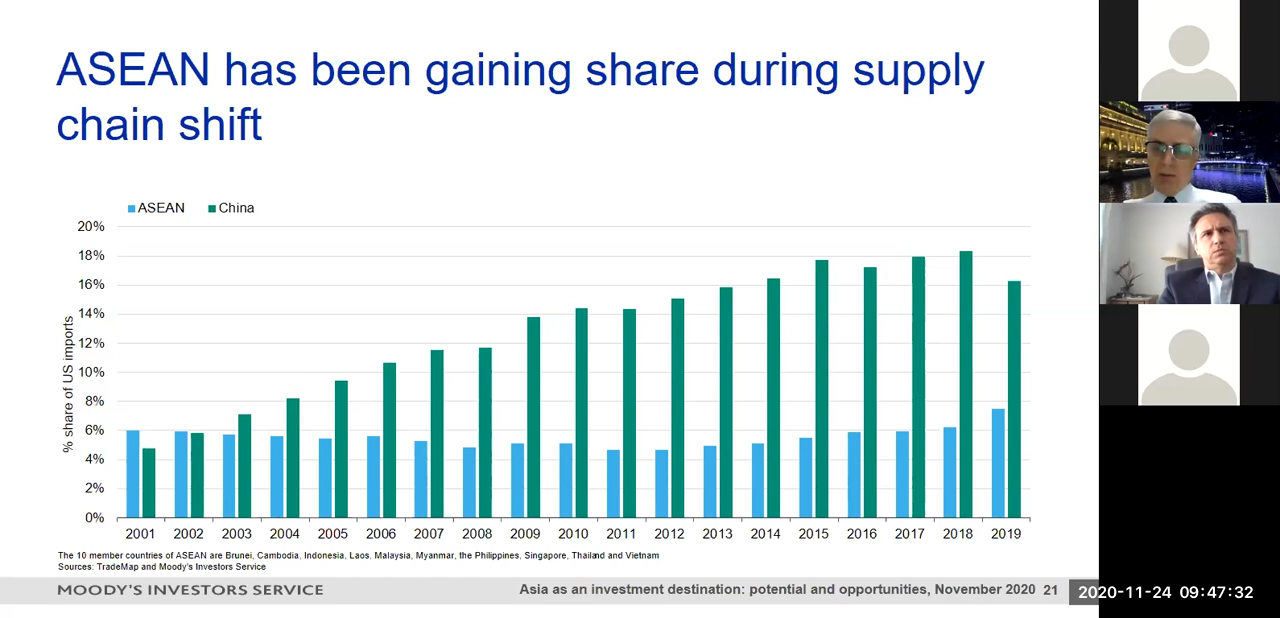 ASEAN has been gaining share during supply
chain shift
ASEAN China
% share of US imports
20%
18%
16%
14%
12%
10%
8%
6%
4%
2%
0%
2001 2002 2003 2004 2005 2006 2007 2008 2009 2010 2011 2012 2013 2014 2015 2016 2017 2018 2019
The 10 member countries of ASEAN are Brunei, Cambodia, Indonesia, Laos, Malaysia, Myanmar, the Philippines, Singapore, Thailand and Vietnam
Sources: TradeMap and Moody's Investors Service
MOODY'S INVESTORS SERVICE
Asia as an investment destination: potential and opportunities, November 2020 21
2020-11-24 09:47:32